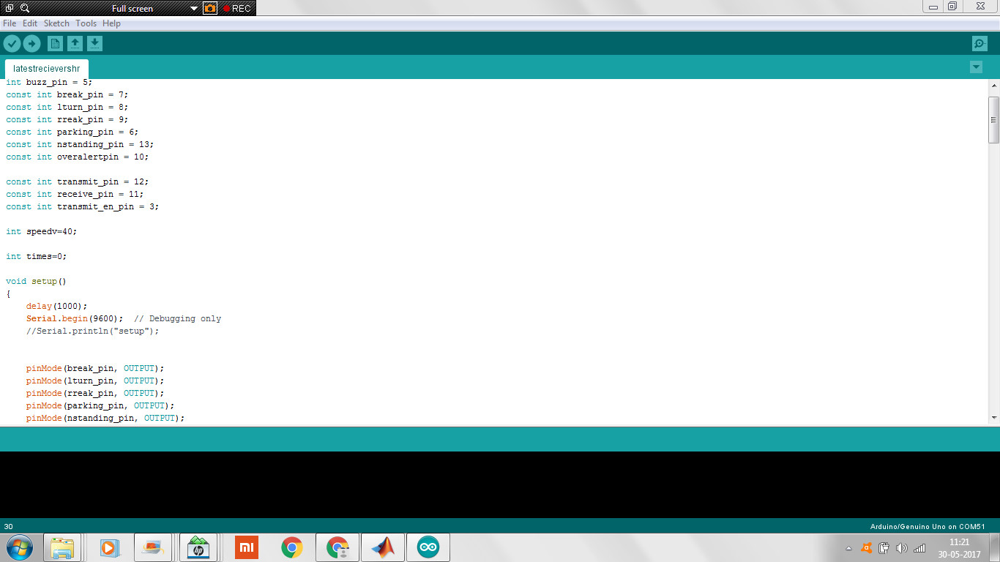 Full screen REC
File Edit Sketch Tools Help
latestrecievershr
int buzz_pin = 5;
const int break_pin = 7;
const int lturn_pin = 8;
const int rreak_pin = 9;
const int parking_pin = 6;
const int nstanding_pin = 13;
const int overalertpin = 10;
const int transmit_pin = 12;
const int receive_pin = 11;
const int transmit_en_pin = 3;
int speedv=40;
int times=0;
void setup()
{
delay(1000);
Serial.begin(9600); // Debugging only
//Serial.println("setup");
pinMode(break_pin, OUTPUT);
pinMode(lturn_pin, OUTPUT);
pinMode(rreak_pin, OUTPUT);
pinMode(parking_pin, OUTPUT);
pinMode(nstanding_pin, OUTPUT);
30 Arduino/Genuino Uno on COM51
hp
mi
11:21
30-05-2017